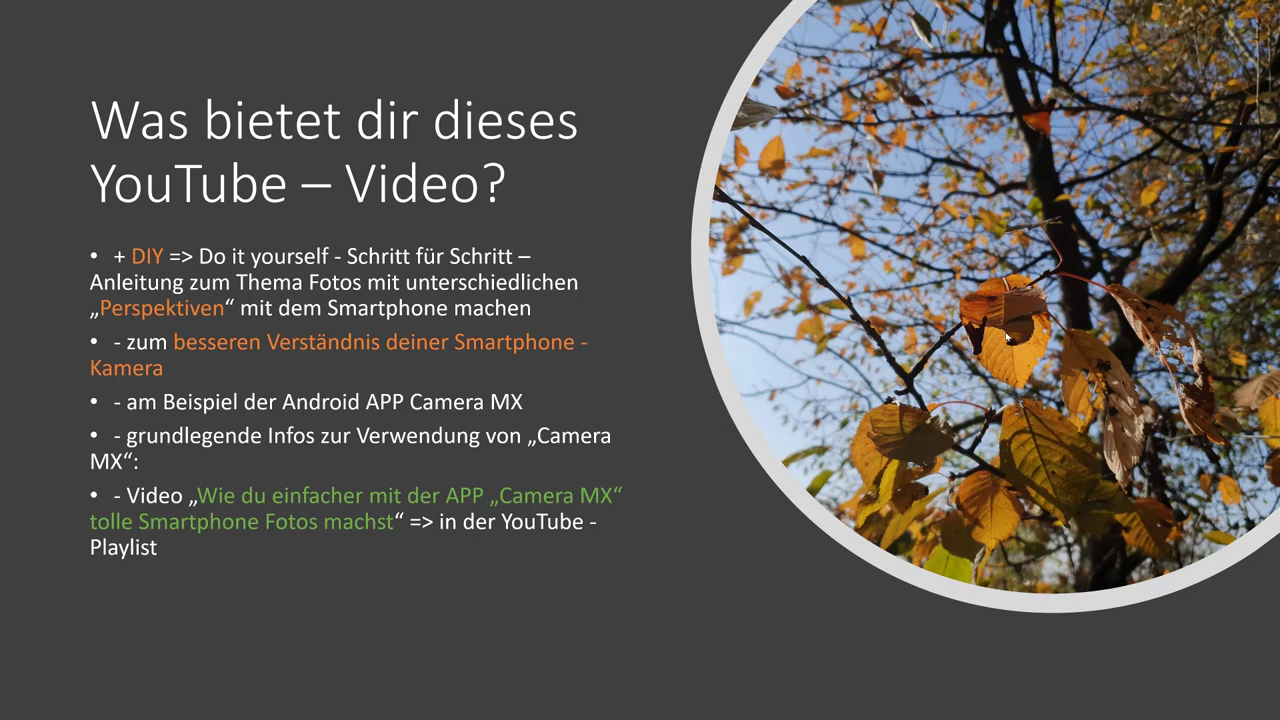 Was bietet dir dieses
YouTube – Video?
• + DIY => Do it yourself - Schritt für Schritt –
Anleitung zum Thema Fotos mit unterschiedlichen
„Perspektiven“ mit dem Smartphone machen
• - zum besseren Verständnis deiner Smartphone -
Kamera
• - am Beispiel der Android APP Camera MX
• - grundlegende Infos zur Verwendung von „Camera
MX“:
• - Video „Wie du einfacher mit der APP „Camera MX“
tolle Smartphone Fotos machst“ => in der YouTube -
Playlist